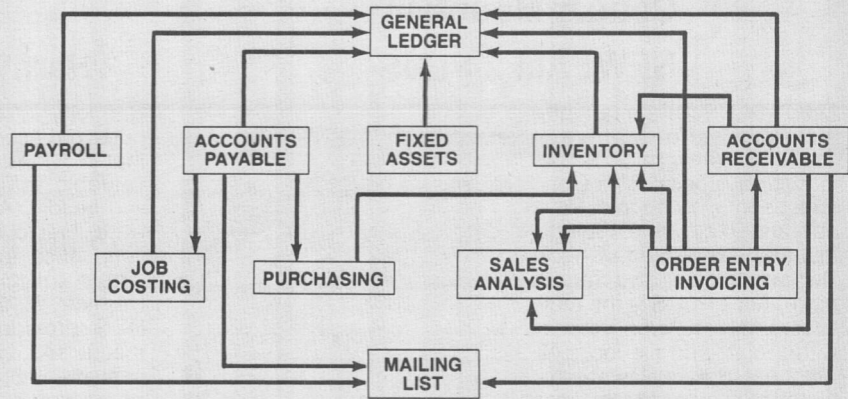 GENERAL
LEDGER
PAYROLL
ACCOUNTS
PAYABLE
FIXED
ASSETS
INVENTORY
ACCOUNTS
RECEIVABLE
JOB
COSTING
PURCHASING
SALES
ANALYSIS
ORDER ENTRY
INVOICING
MAILING
LIST